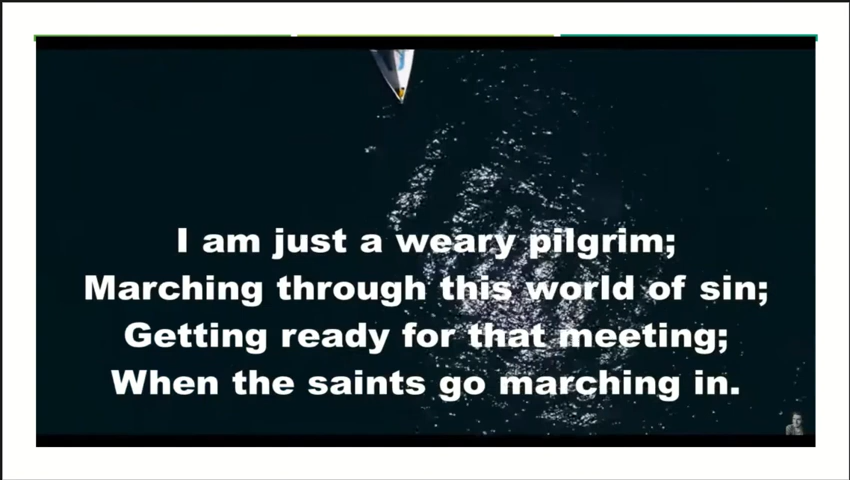 I am just a weary pilgrim;
Marching through this world of sin;
Getting ready for that meeting;
When the saints go marching in.